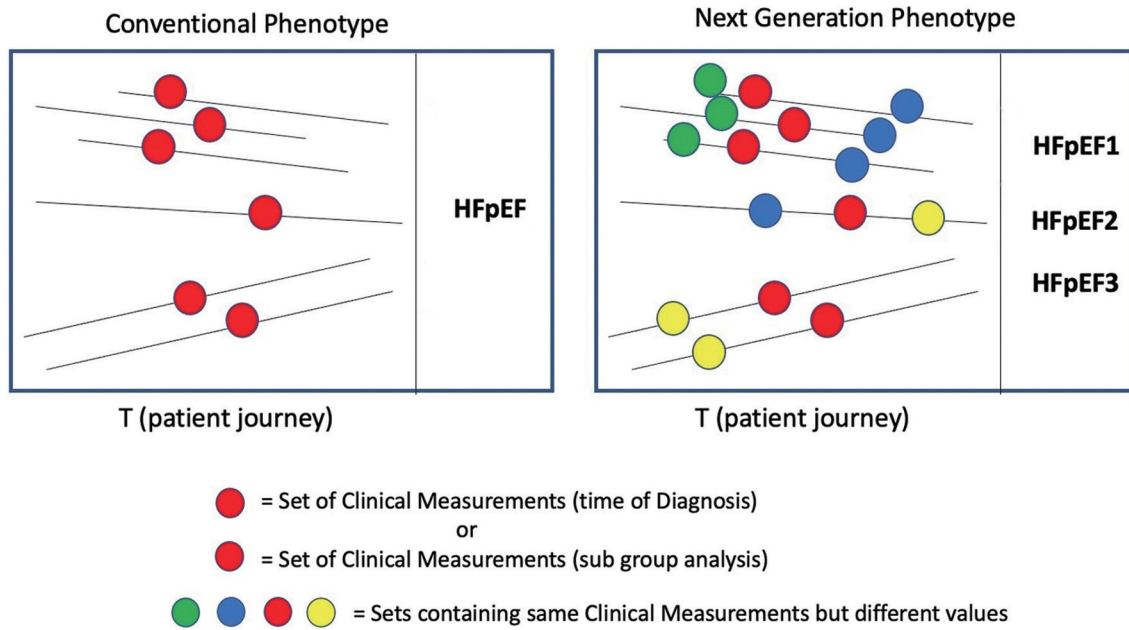 Conventional Phenotype
Next Generation Phenotype
HFpEF
HFpEF1
HFpEF2
HFpEF3
T (patient journey)
T (patient journey)
= Set of Clinical Measurements (time of Diagnosis)
or
= Set of Clinical Measurements (sub group analysis)
= Sets containing same Clinical Measurements but different values